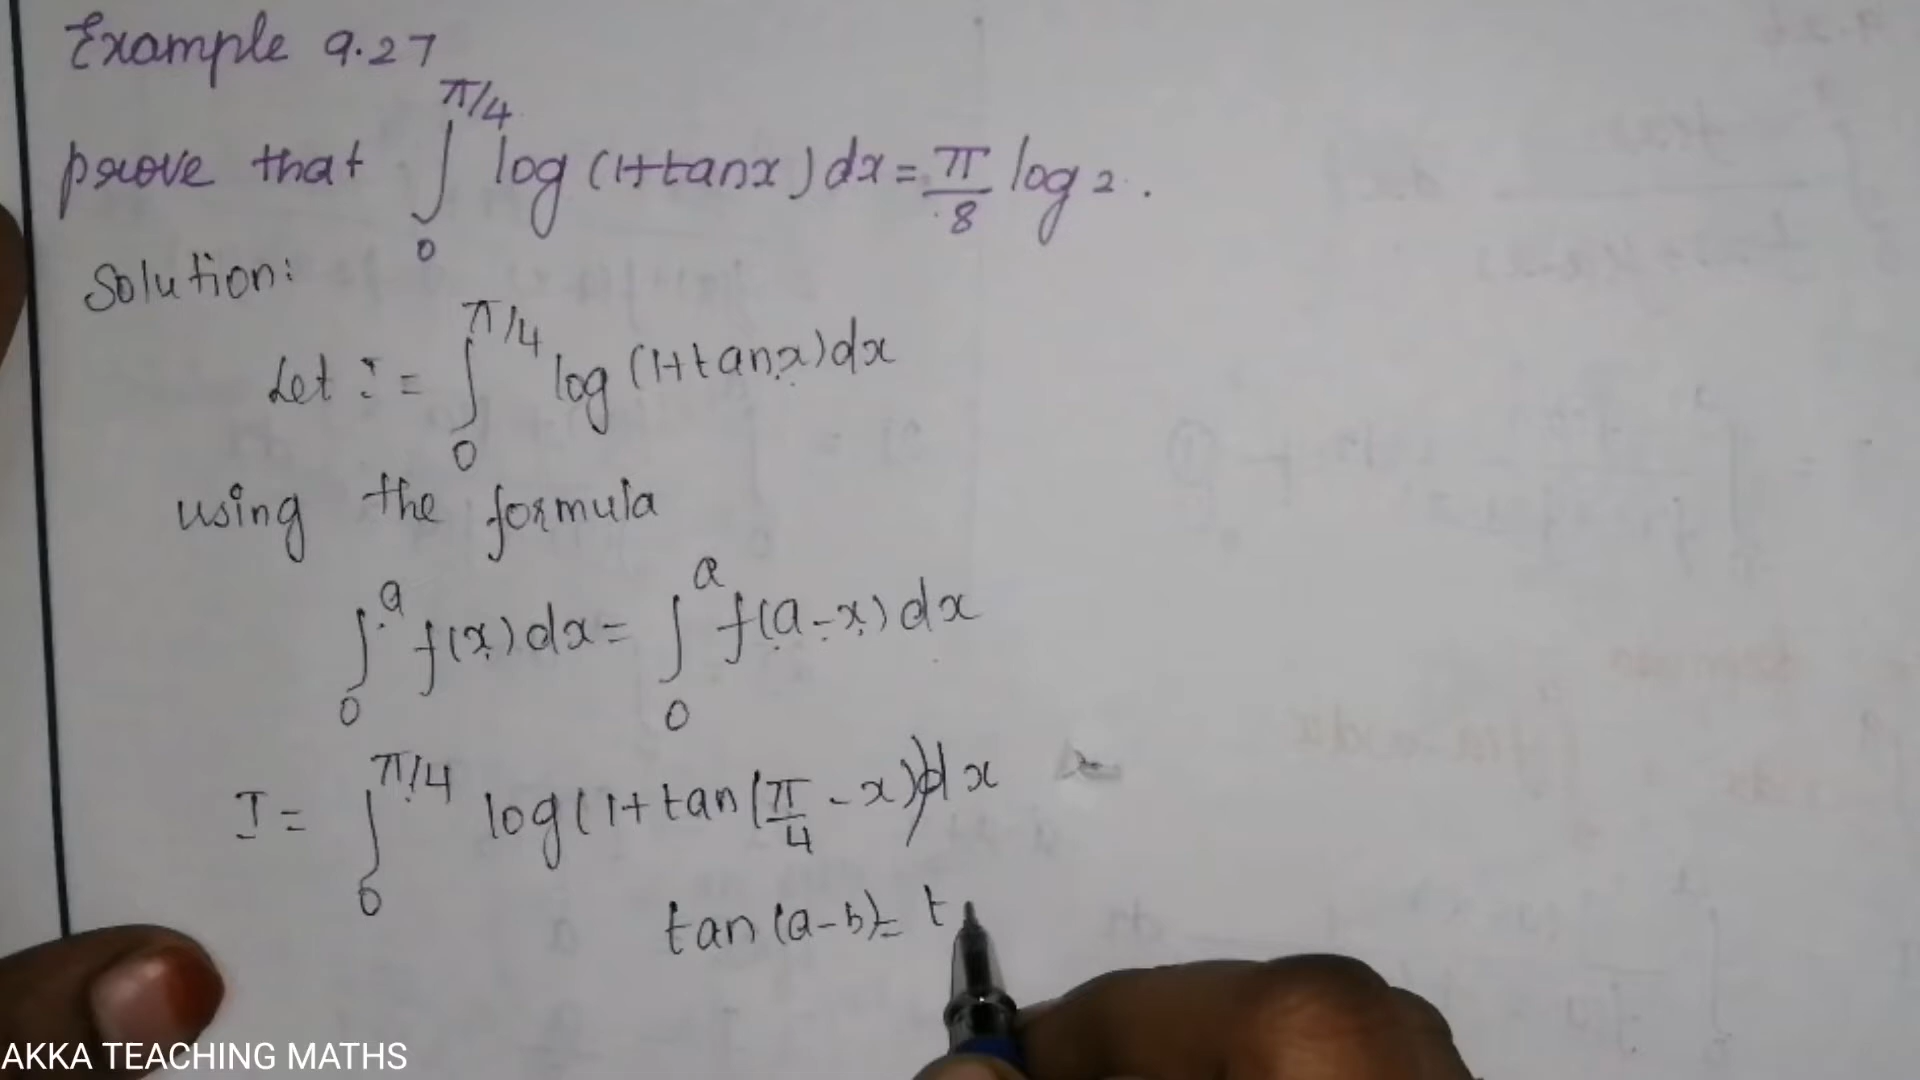 Example 9.27
prove that ∫₀^π/4 log (1+tanx) dx = π/8 log 2.
Solution:
Let I = ∫₀^π/4 log (1+tanx) dx
using the formula
∫₀^a f(x) dx = ∫₀^a f(a-x) dx
I = ∫₀^π/4 log(1+tan(π/4 - x)) dx
tan(a-b) = t
AKKA TEACHING MATHS